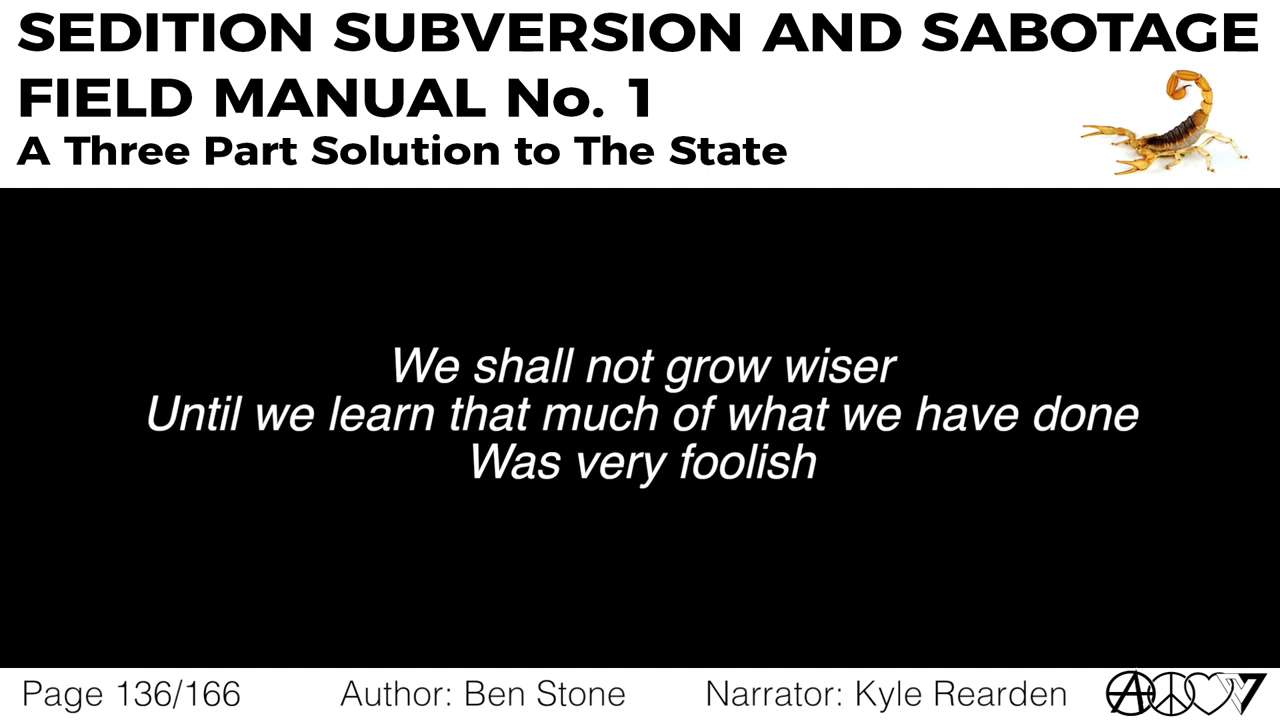 SEDITION SUBVERSION AND SABOTAGE
FIELD MANUAL No. 1
A Three Part Solution to The State
We shall not grow wiser
Until we learn that much of what we have done
Was very foolish
Page 136/166 Author: Ben Stone Narrator: Kyle Rearden